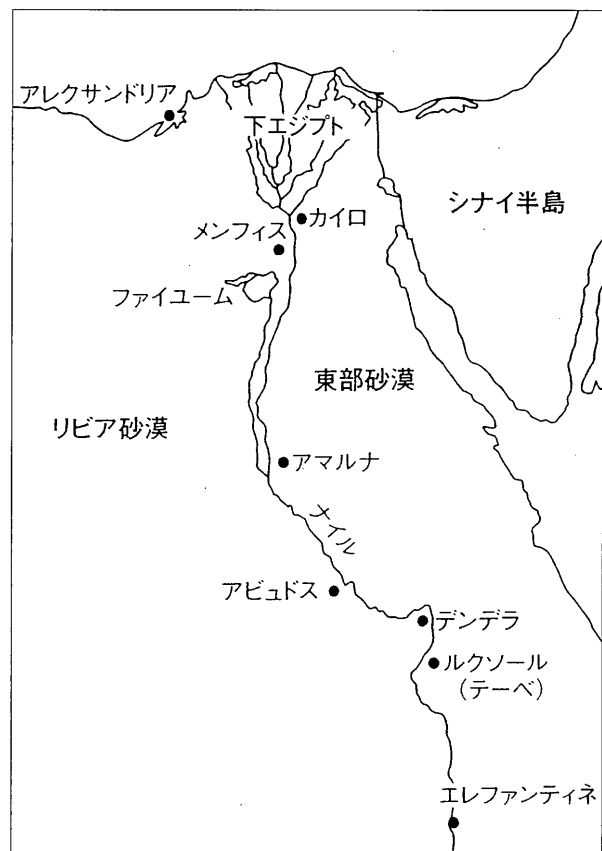 アレクサンドリア
下エジプト
シナイ半島
カイロ
メンフィス
ファイユーム
東部砂漠
リビア砂漠
アマルナ
ナイル
アビュドス
デンデラ
ルクソール
(テーベ)
エレファンティネ